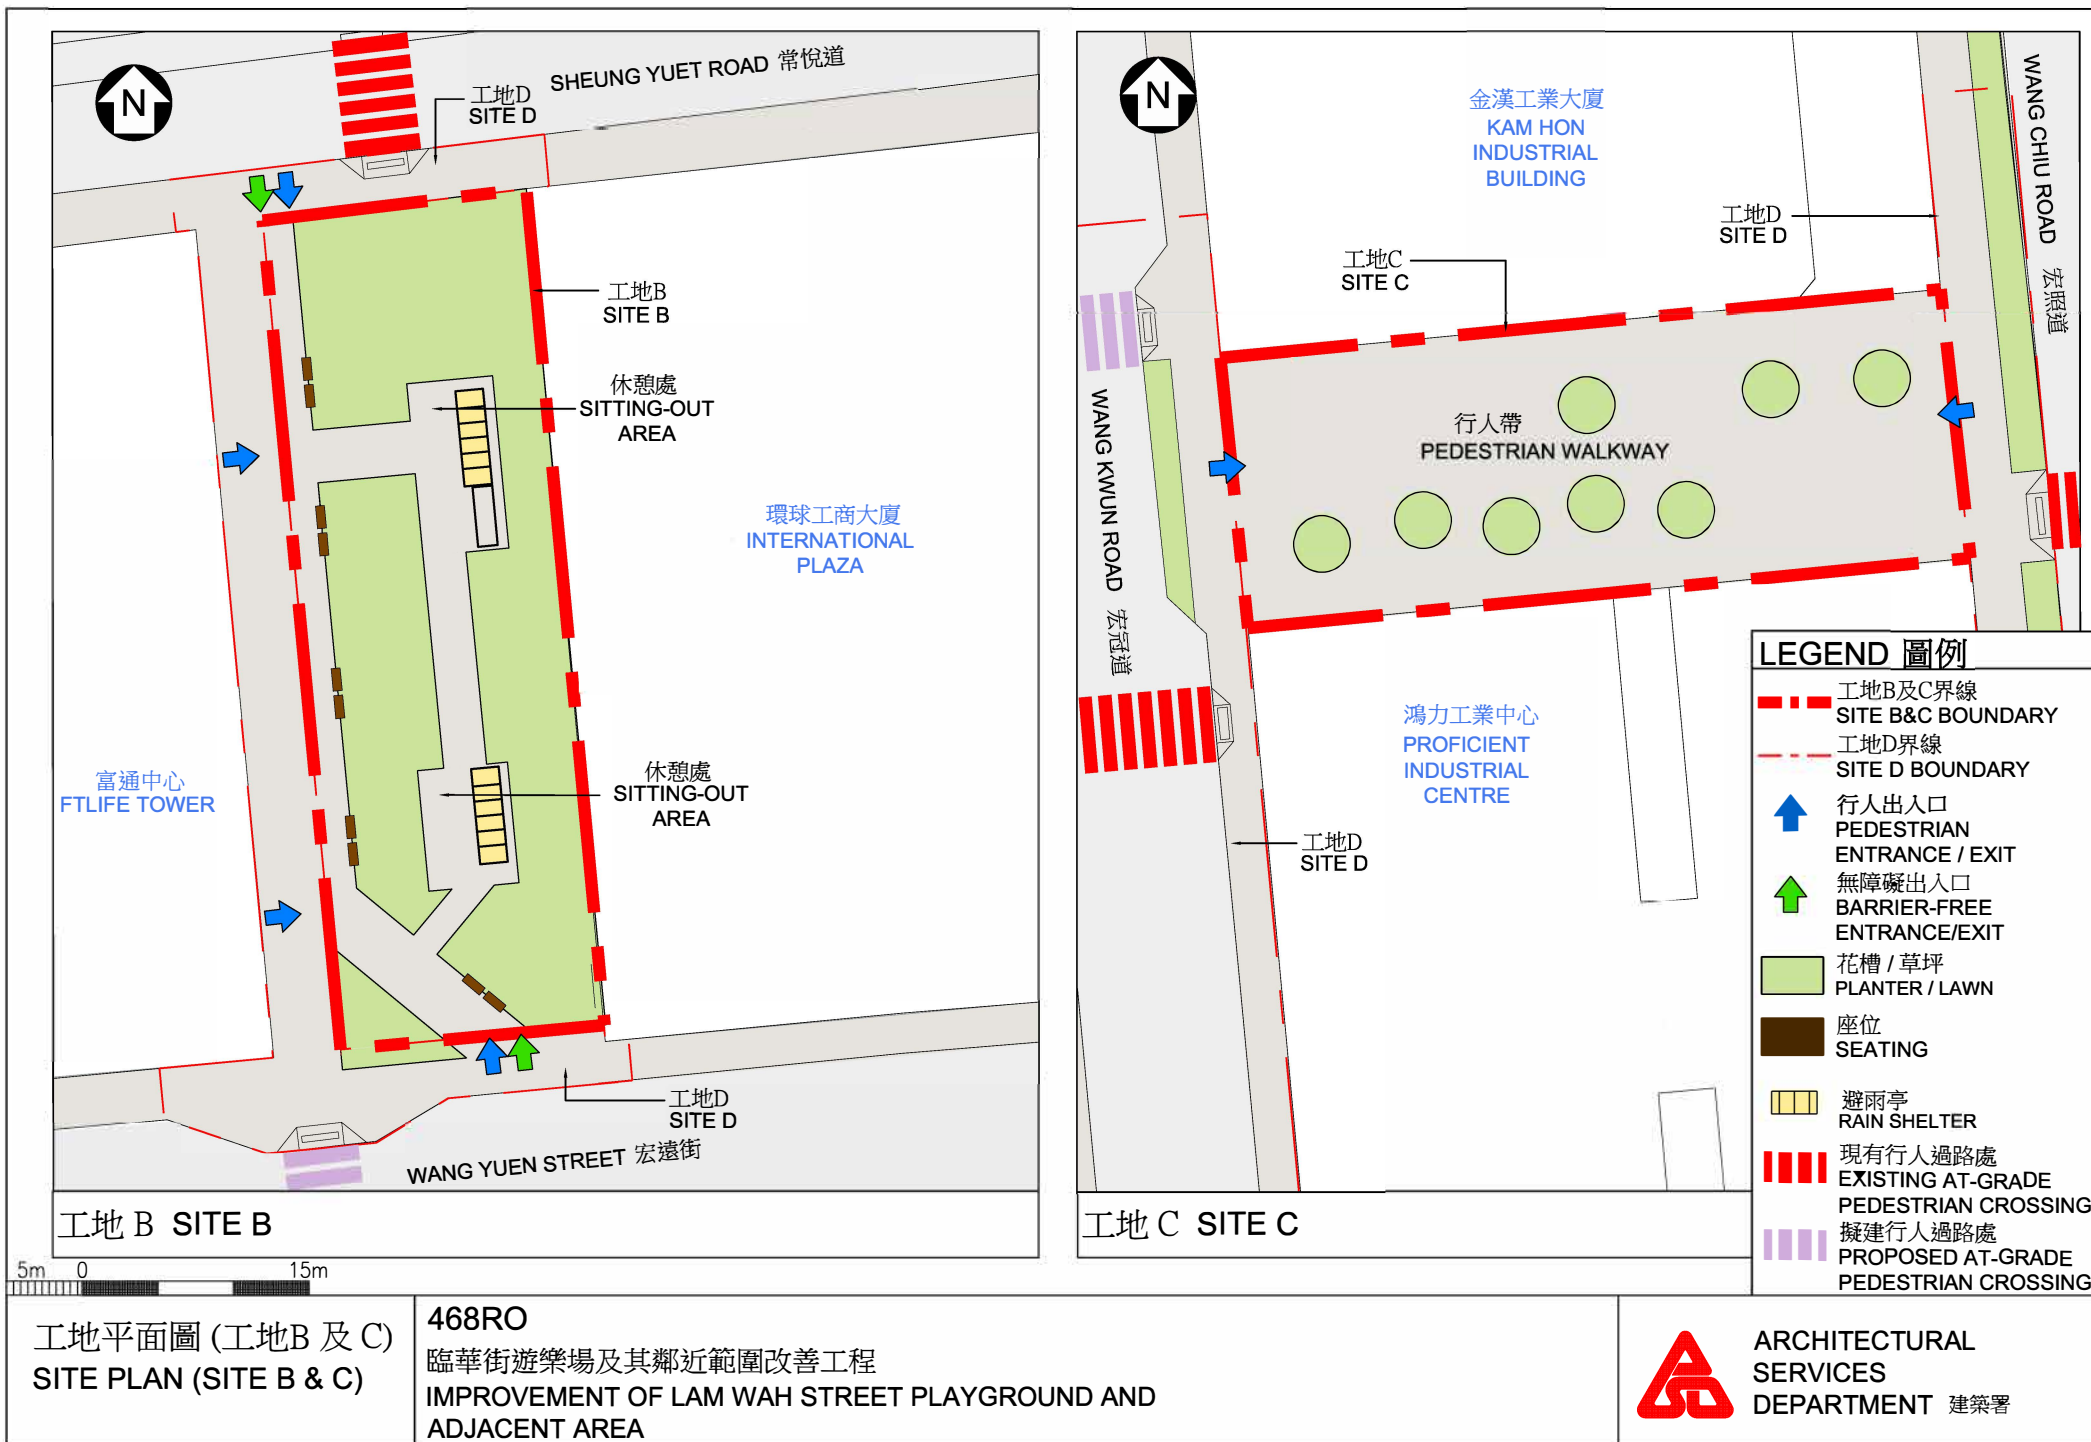 N
SHEUNG YUET ROAD 常悅道
工地D
SITE D
工地B
SITE B
休憩處
SITTING-OUT
AREA
環球工商大廈
INTERNATIONAL
PLAZA
富通中心
FTLIFE TOWER
休憩處
SITTING-OUT
AREA
工地D
SITE D
WANG YUEN STREET 宏遠街
工地 B SITE B
N
金漢工業大廈
KAM HON
INDUSTRIAL
BUILDING
WANG CHIU ROAD 宏照道
工地D
SITE D
工地C
SITE C
行人帶
PEDESTRIAN WALKWAY
WANG KWUN ROAD 宏冠道
鴻力工業中心
PROFICIENT
INDUSTRIAL
CENTRE
工地D
SITE D
工地 C SITE C
LEGEND 圖例
工地B及C界線
SITE B&C BOUNDARY
工地D界線
SITE D BOUNDARY
行人出入口
PEDESTRIAN
ENTRANCE / EXIT
無障礙出入口
BARRIER-FREE
ENTRANCE/EXIT
花槽 / 草坪
PLANTER / LAWN
座位
SEATING
避雨亭
RAIN SHELTER
現有行人過路處
EXISTING AT-GRADE
PEDESTRIAN CROSSING
擬建行人過路處
PROPOSED AT-GRADE
PEDESTRIAN CROSSING
5m 0 15m
工地平面圖 (工地B 及 C)
SITE PLAN (SITE B & C)
468RO
臨華街遊樂場及其鄰近範圍改善工程
IMPROVEMENT OF LAM WAH STREET PLAYGROUND AND
ADJACENT AREA
ARCHITECTURAL
SERVICES
DEPARTMENT 建築署